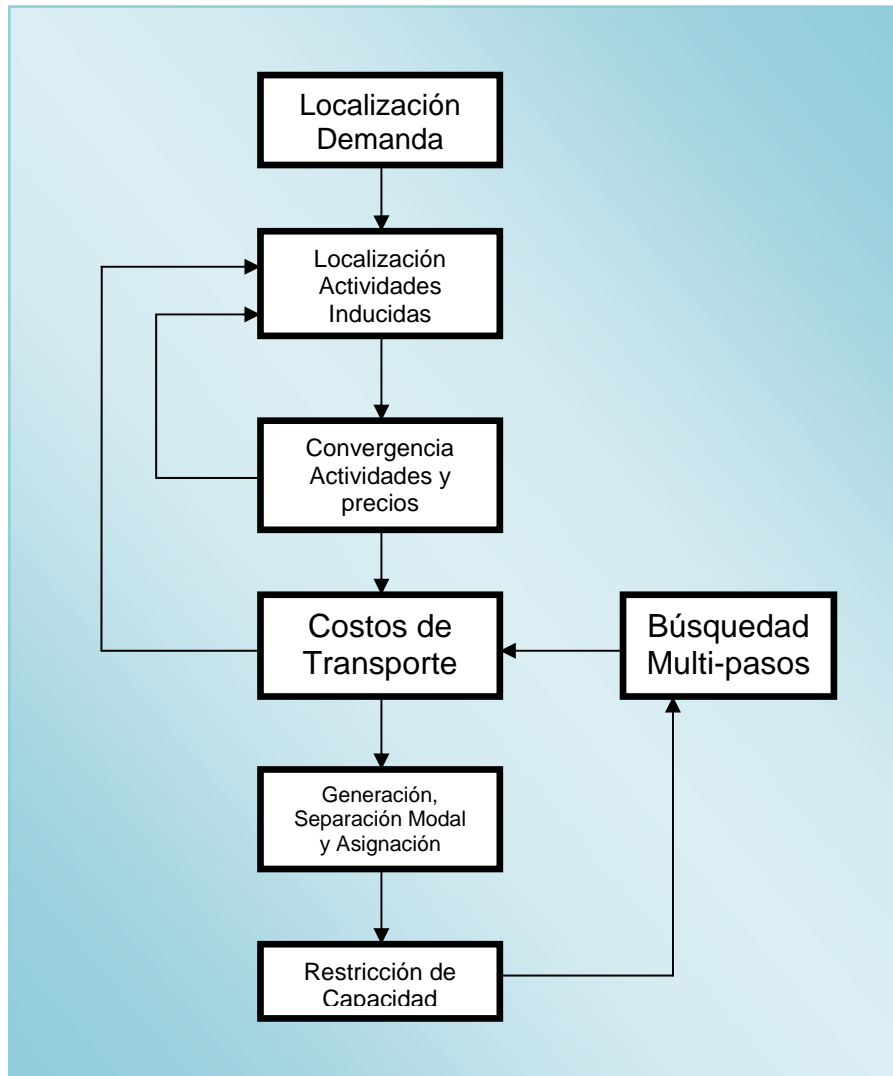 Localización
Demanda
Localización
Actividades
Inducidas
Convergencia
Actividades y
precios
Costos de
Transporte
Búsquedad
Multi-pasos
Generación,
Separación Modal
y Asignación
Restricción de
Capacidad